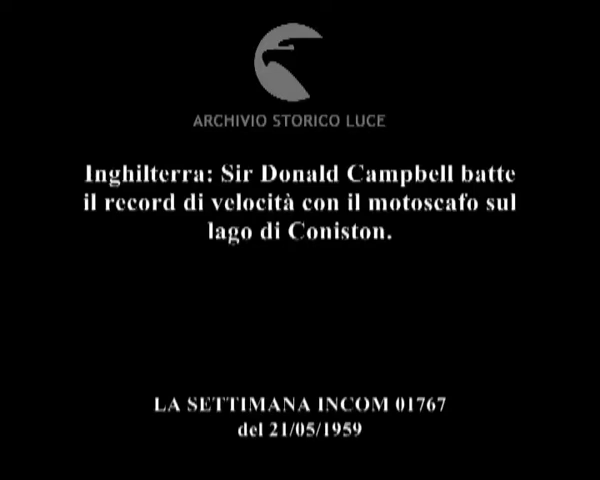 ARCHIVIO STORICO LUCE
Inghilterra: Sir Donald Campbell batte
il record di velocità con il motoscafo sul
lago di Coniston.
LA SETTIMANA INCOM 01767
del 21/05/1959